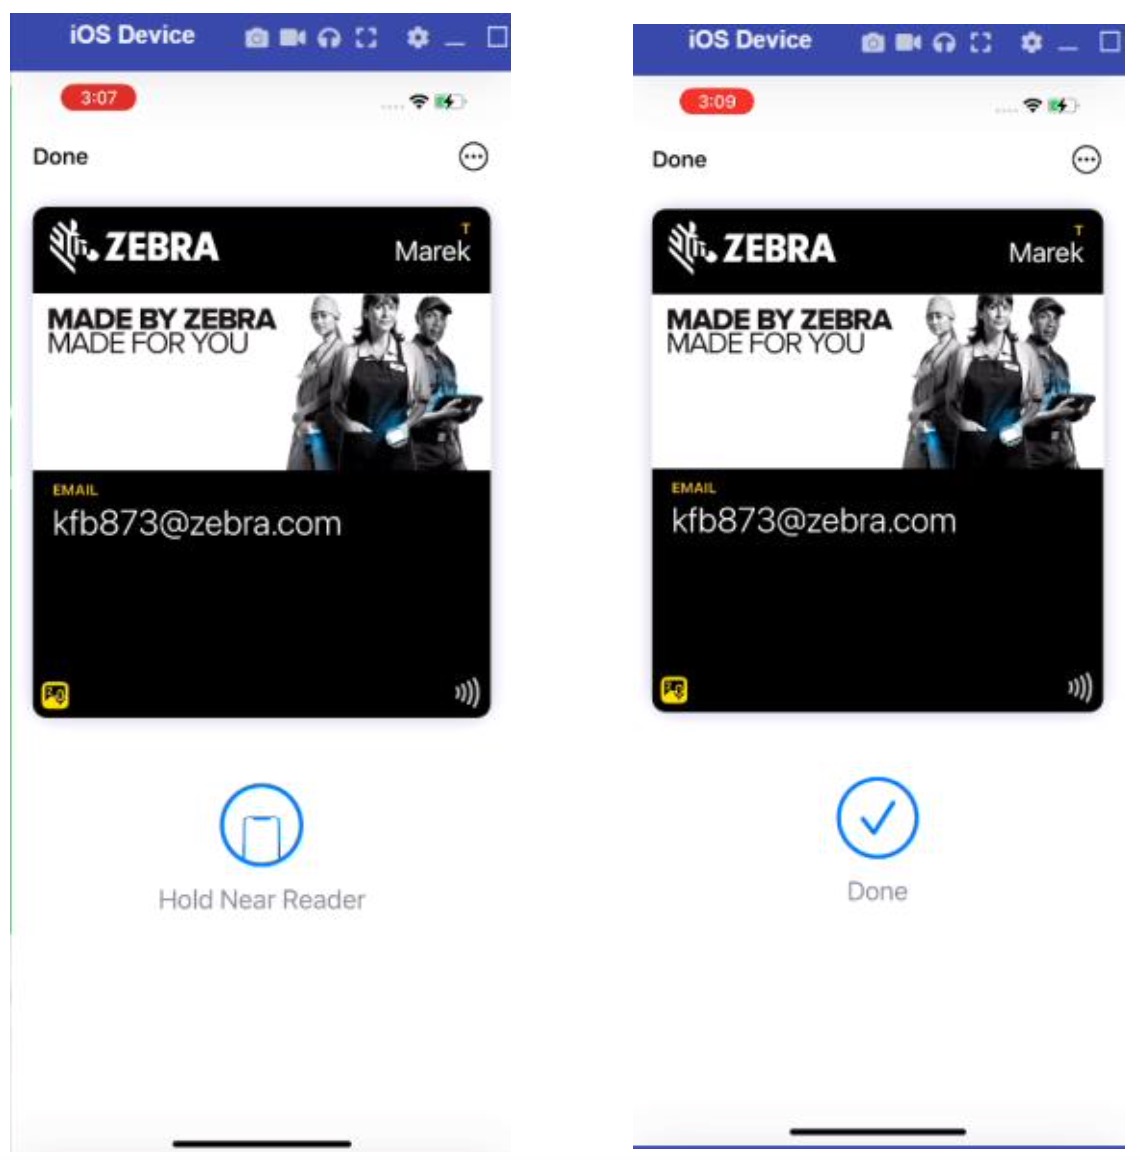 iOS Device
3:07
Done
ZEBRA
T
Marek
MADE BY ZEBRA
MADE FOR YOU
EMAIL
kfb873@zebra.com
Hold Near Reader
iOS Device
3:09
Done
ZEBRA
T
Marek
MADE BY ZEBRA
MADE FOR YOU
EMAIL
kfb873@zebra.com
Done